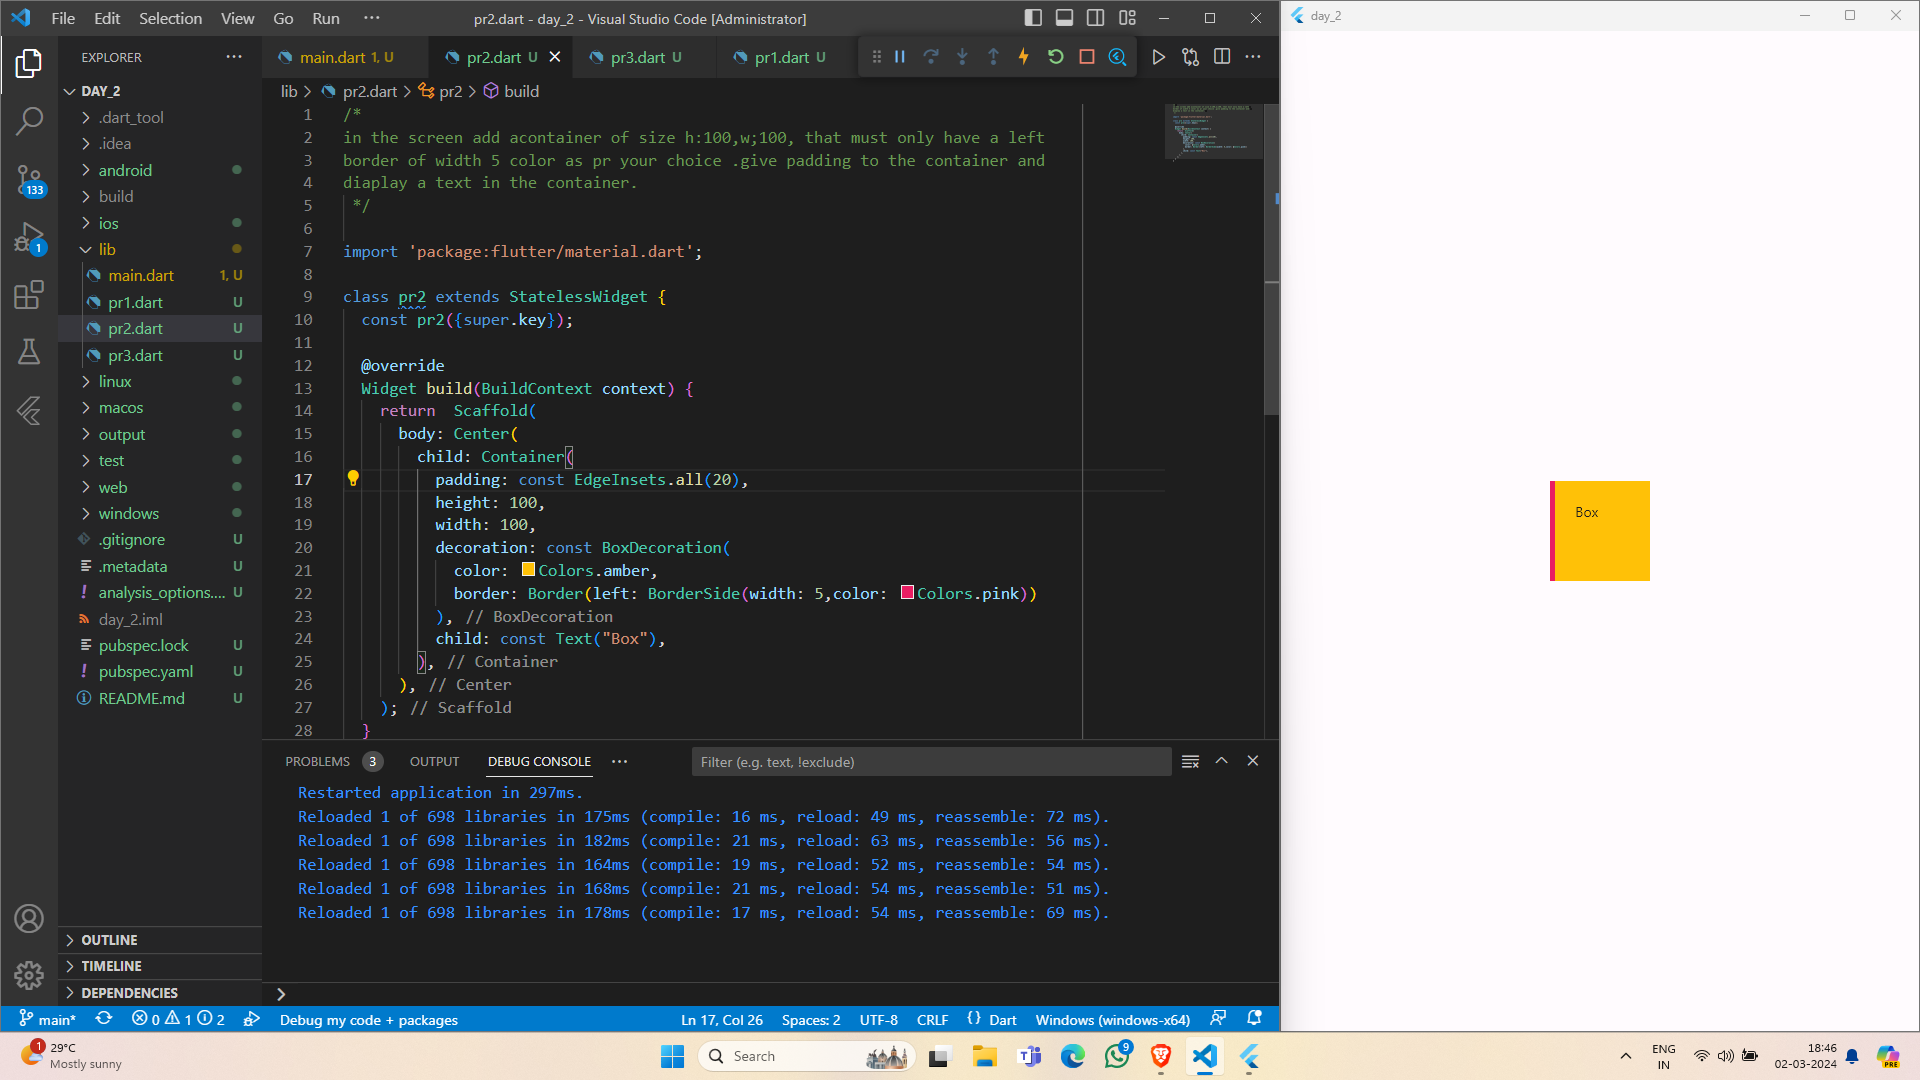 File Edit Selection View Go Run ··· pr2.dart - day_2 - Visual Studio Code [Administrator]
day_2
EXPLORER
main.dart 1, U
pr2.dart U
pr3.dart U
pr1.dart U
lib > pr2.dart > pr2 > build
DAY_2
.dart_tool
.idea
android
build
ios
lib
main.dart 1, U
pr1.dart U
pr2.dart U
pr3.dart U
linux
macos
output
test
web
windows
.gitignore U
.metadata U
analysis_options.... U
day_2.iml
pubspec.lock U
pubspec.yaml U
README.md U
OUTLINE
TIMELINE
DEPENDENCIES
133
1
1 /*
2 in the screen add acontainer of size h:100,w;100, that must only have a left
3 border of width 5 color as pr your choice .give padding to the container and
4 diaplay a text in the container.
5 */
6
7 import 'package:flutter/material.dart';
8
9 class pr2 extends StatelessWidget {
10 const pr2({super.key});
11
12 @override
13 Widget build(BuildContext context) {
14 return  Scaffold(
15 body: Center(
16 child: Container(
17 padding: const EdgeInsets.all(20),
18 height: 100,
19 width: 100,
20 decoration: const BoxDecoration(
21 color: Colors.amber,
22 border: Border(left: BorderSide(width: 5,color: Colors.pink))
23 ), // BoxDecoration
24 child: const Text("Box"),
25 ), // Container
26 ), // Center
27 ); // Scaffold
28 }
Box
PROBLEMS 3 OUTPUT DEBUG CONSOLE ··· Filter (e.g. text, !exclude)
Restarted application in 297ms.
Reloaded 1 of 698 libraries in 175ms (compile: 16 ms, reload: 49 ms, reassemble: 72 ms).
Reloaded 1 of 698 libraries in 182ms (compile: 21 ms, reload: 63 ms, reassemble: 56 ms).
Reloaded 1 of 698 libraries in 164ms (compile: 19 ms, reload: 52 ms, reassemble: 54 ms).
Reloaded 1 of 698 libraries in 168ms (compile: 21 ms, reload: 54 ms, reassemble: 51 ms).
Reloaded 1 of 698 libraries in 178ms (compile: 17 ms, reload: 54 ms, reassemble: 69 ms).
>
main* 0 1 2 Debug my code + packages Ln 17, Col 26 Spaces: 2 UTF-8 CRLF {} Dart Windows (windows-x64)
1
29°C
Mostly sunny
Search
9
ENG
IN
18:46
02-03-2024
PRE